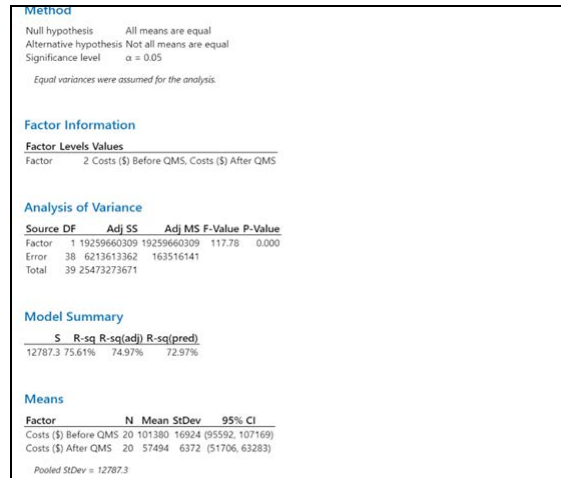 Method
Null hypothesis All means are equal
Alternative hypothesis Not all means are equal
Significance level α = 0.05
Equal variances were assumed for the analysis.
Factor Information
Factor Levels Values
Factor 2 Costs ($) Before QMS, Costs ($) After QMS
Analysis of Variance
Source DF Adj SS Adj MS F-Value P-Value
Factor 1 19259660309 19259660309 117.78 0.000
Error 38 6213613362 163516141
Total 39 25473273671
Model Summary
S R-sq R-sq(adj) R-sq(pred)
12787.3 75.61% 74.97% 72.97%
Means
Factor N Mean StDev 95% CI
Costs ($) Before QMS 20 101380 16924 (95592, 107169)
Costs ($) After QMS 20 57494 6372 (51706, 63283)
Pooled StDev = 12787.3